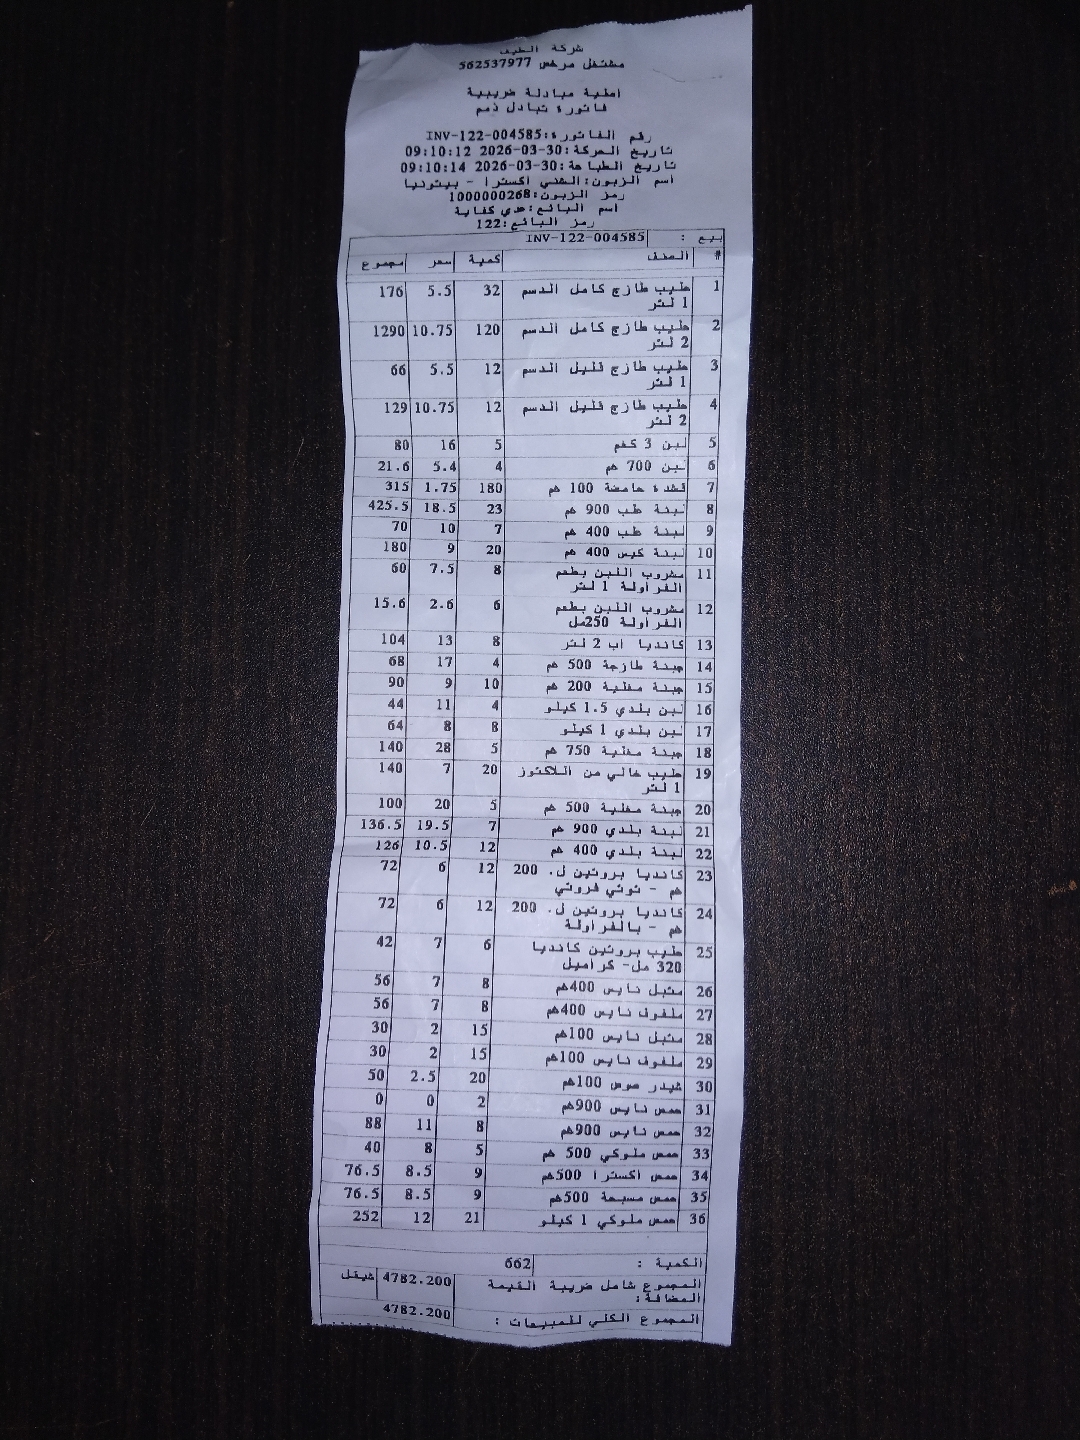 شركة الطيف
مشتغل مرخص 562537977
اصلية مبادلة ضريبية
فاتورة تبادل ذمم
رقم الفاتورة:INV-122-004585
تاريخ الحركة:30-03-2026 09:10:12
تاريخ الطباعة:30-03-2026 09:10:14
اسم الزبون:الشني اكسترا - بيتونيا
رمز الزبون:1000000268
اسم البائع:عدي كفاية
رمز البائع:122
بيع : INV-122-004585
# الصنف كمية سعر مجموع
1 حليب طازج كامل الدسم 32 5.5 176
1 لتر
2 حليب طازج كامل الدسم 120 10.75 1290
2 لتر
3 حليب طازج قليل الدسم 12 5.5 66
1 لتر
4 حليب طازج قليل الدسم 12 10.75 129
2 لتر
5 لبن 3 كغم 5 16 80
6 لبن 700 غم 4 5.4 21.6
7 قشدة حامضة 100 غم 180 1.75 315
8 لبنة علب 900 غم 23 18.5 425.5
9 لبنة علب 400 غم 7 10 70
10 لبنة كيس 400 غم 20 9 180
11 مشروب اللبن بطعم 8 7.5 60
الفراولة 1 لتر
12 مشروب اللبن بطعم 6 2.6 15.6
الفراولة 250مل
13 كانديا اب 2 لتر 8 13 104
14 جبنة طازجة 500 غم 4 17 68
15 جبنة مغلية 200 غم 10 9 90
16 لبن بلدي 1.5 كيلو 4 11 44
17 لبن بلدي 1 كيلو 8 8 64
18 جبنة مغلية 750 غم 5 28 140
19 حليب خالي من اللاكتوز 20 7 140
1 لتر
20 جبنة مغلية 500 غم 5 20 100
21 لبنة بلدي 900 غم 7 19.5 136.5
22 لبنة بلدي 400 غم 12 10.5 126
23 كانديا بروتين ل. 200 12 6 72
غم - توتي فروتي
24 كانديا بروتين ل. 200 12 6 72
غم - بالفراولة
25 حليب بروتين كانديا 6 7 42
320 مل- كراميل
26 متبل نايس 400غم 8 7 56
27 ملفوف نايس 400غم 8 7 56
28 متبل نايس 100غم 15 2 30
29 ملفوف نايس 100غم 15 2 30
30 شيدر صوص 100غم 20 2.5 50
31 حمص نايس 900غم 2 0 0
32 حمص نايس 900غم 8 11 88
33 حمص ملوكي 500 غم 5 8 40
34 حمص اكسترا 500غم 9 8.5 76.5
35 حمص مسبحة 500غم 9 8.5 76.5
36 حمص ملوكي 1 كيلو 21 12 252
الكمية : 662
المجموع شامل ضريبة القيمة 4782.200 شيقل
المضافة:
المجموع الكلي للمبيعات : 4782.200